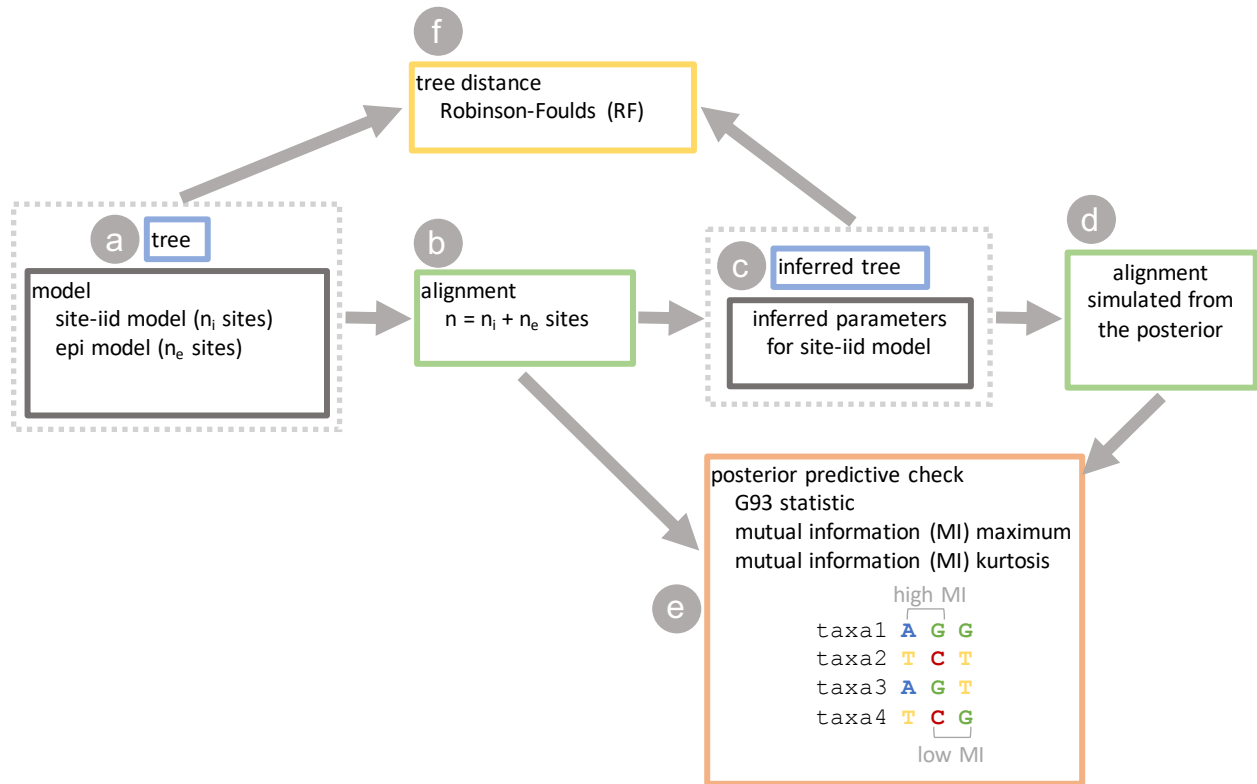 f
tree distance
Robinson-Foulds (RF)
a
tree
model
site-iid model (nᵢ sites)
epi model (nₑ sites)
b
alignment
n = nᵢ + nₑ sites
c
inferred tree
inferred parameters
for site-iid model
d
alignment
simulated from
the posterior
e
posterior predictive check
G93 statistic
mutual information (MI) maximum
mutual information (MI) kurtosis
high MI
taxa1 A G G
taxa2 T C T
taxa3 A G T
taxa4 T C G
low MI